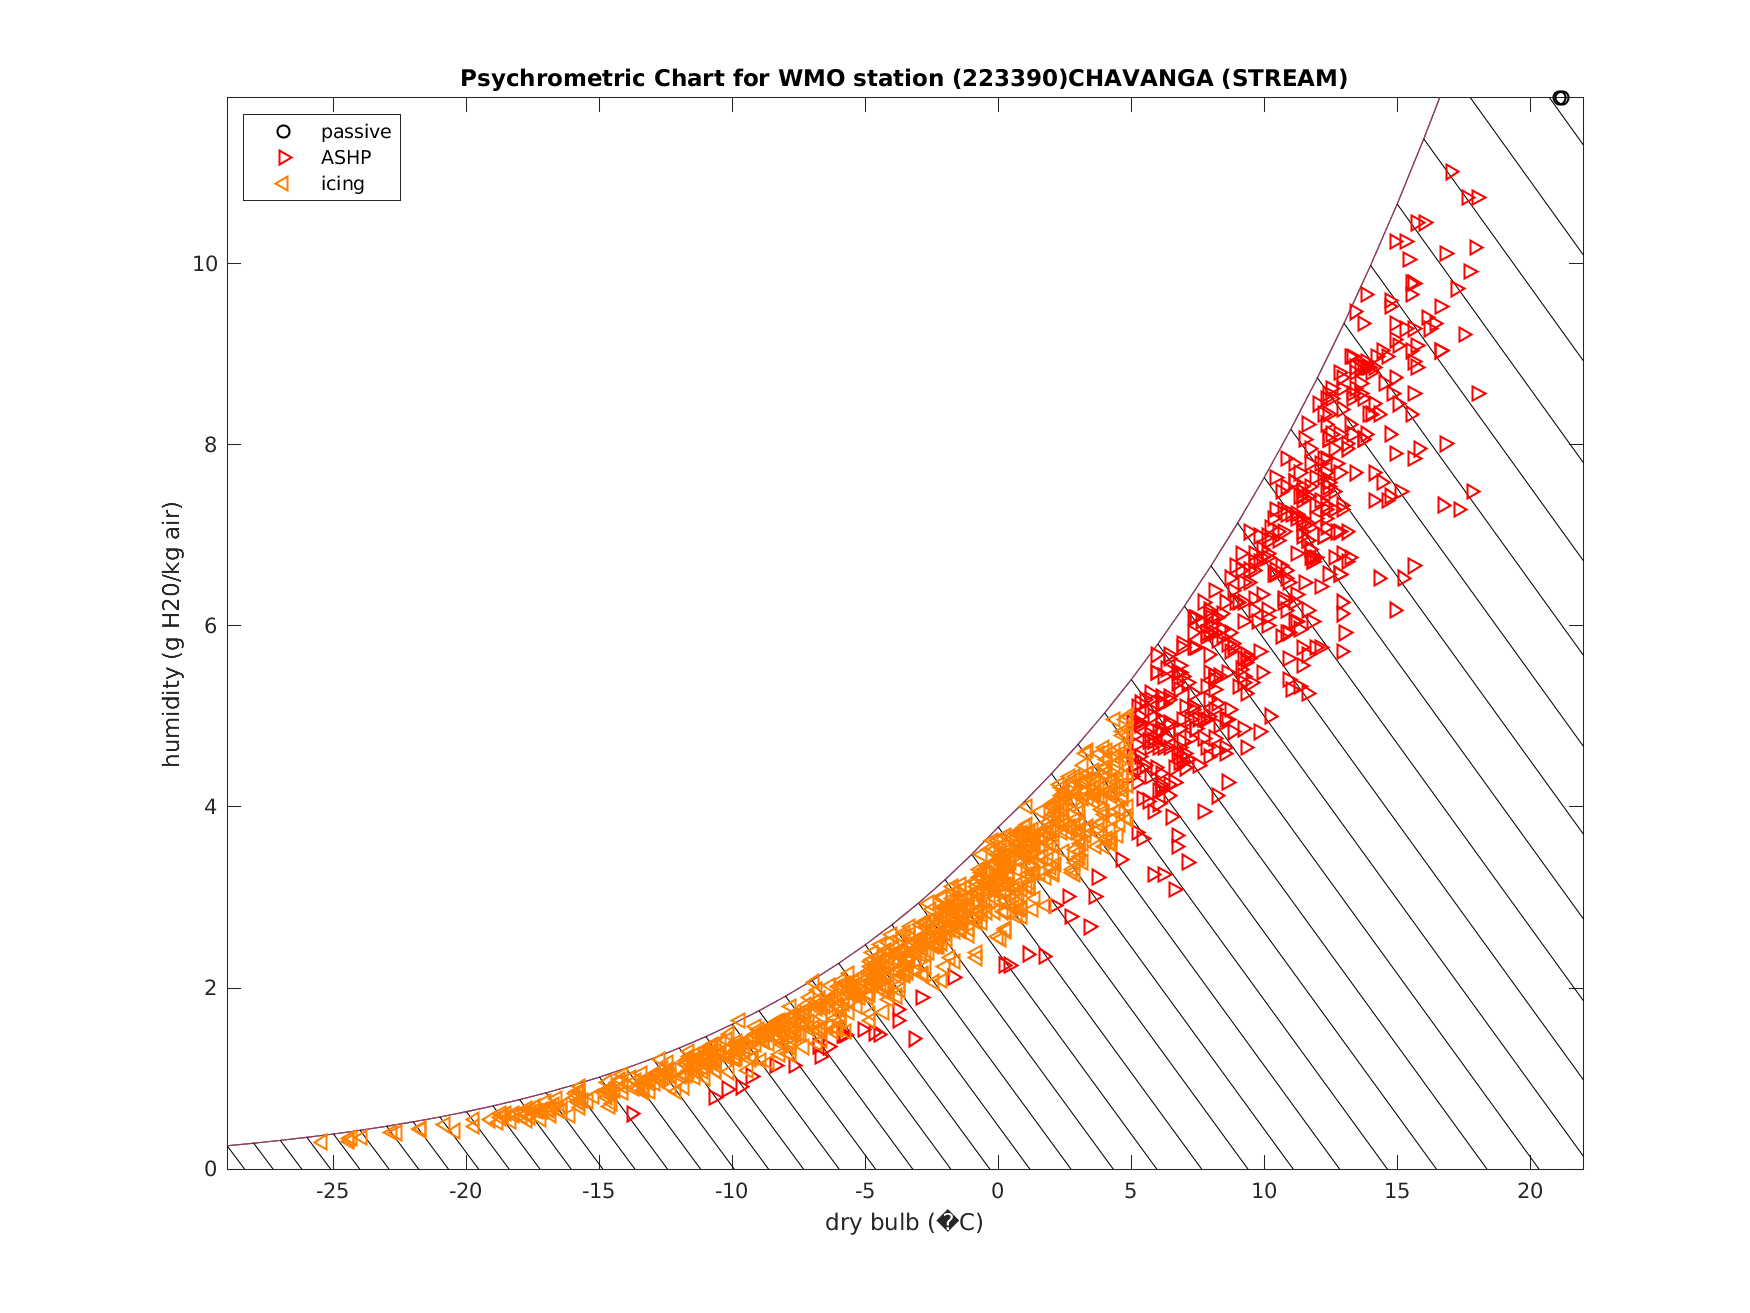 Psychrometric Chart for WMO station (223390)CHAVANGA (STREAM)
passive
ASHP
icing
10
8
6
4
2
0
humidity (g H20/kg air)
-25 -20 -15 -10 -5 0 5 10 15 20
dry bulb (�C)